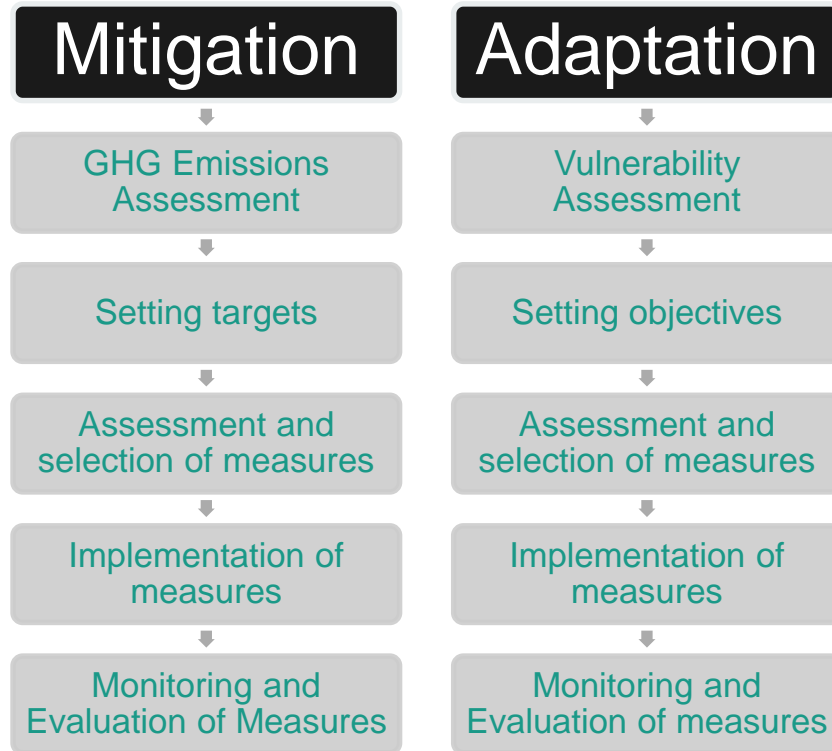 Mitigation
GHG Emissions
Assessment
Setting targets
Assessment and
selection of measures
Implementation of
measures
Monitoring and
Evaluation of Measures
Adaptation
Vulnerability
Assessment
Setting objectives
Assessment and
selection of measures
Implementation of
measures
Monitoring and
Evaluation of measures